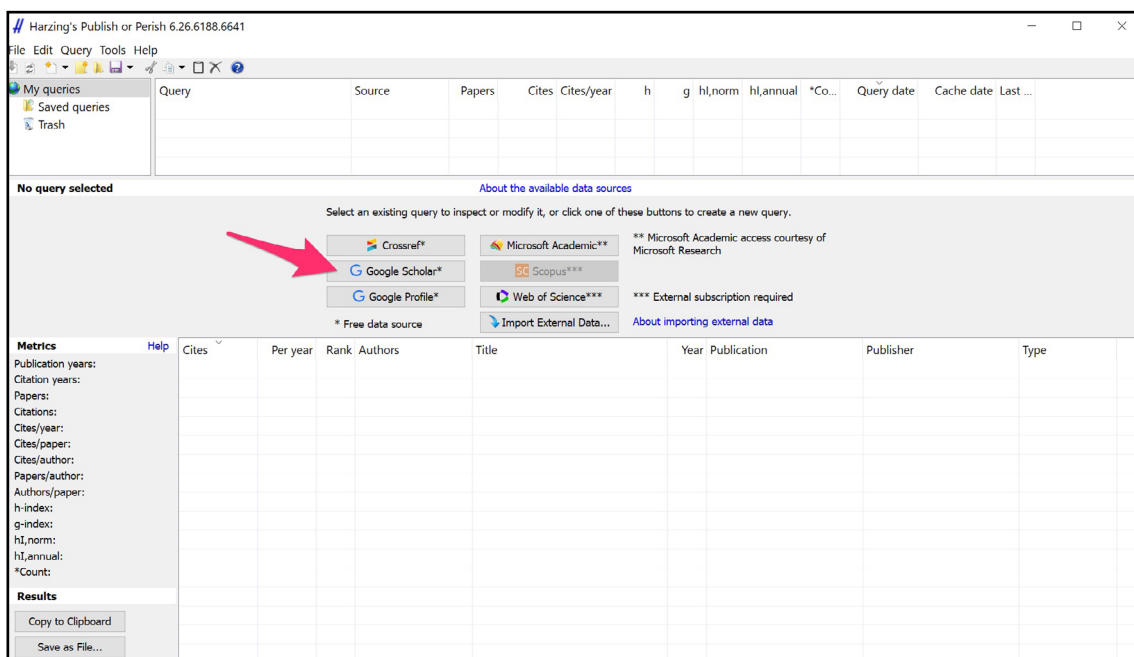 Harzing's Publish or Perish 6.26.6188.6641
File Edit Query Tools Help
My queries
Saved queries
Trash
Query Source Papers Cites Cites/year h g hI,norm hI,annual *Co... Query date Cache date Last ...
No query selected About the available data sources
Select an existing query to inspect or modify it, or click one of these buttons to create a new query.
Crossref* Microsoft Academic** ** Microsoft Academic access courtesy of
Microsoft Research
Google Scholar* SC Scopus***
Google Profile* Web of Science*** *** External subscription required
* Free data source Import External Data... About importing external data
Metrics Help
Cites Per year Rank Authors Title Year Publication Publisher Type
Publication years:
Citation years:
Papers:
Citations:
Cites/year:
Cites/paper:
Cites/author:
Papers/author:
Authors/paper:
h-index:
g-index:
hI,norm:
hI,annual:
*Count:
Results
Copy to Clipboard
Save as File...